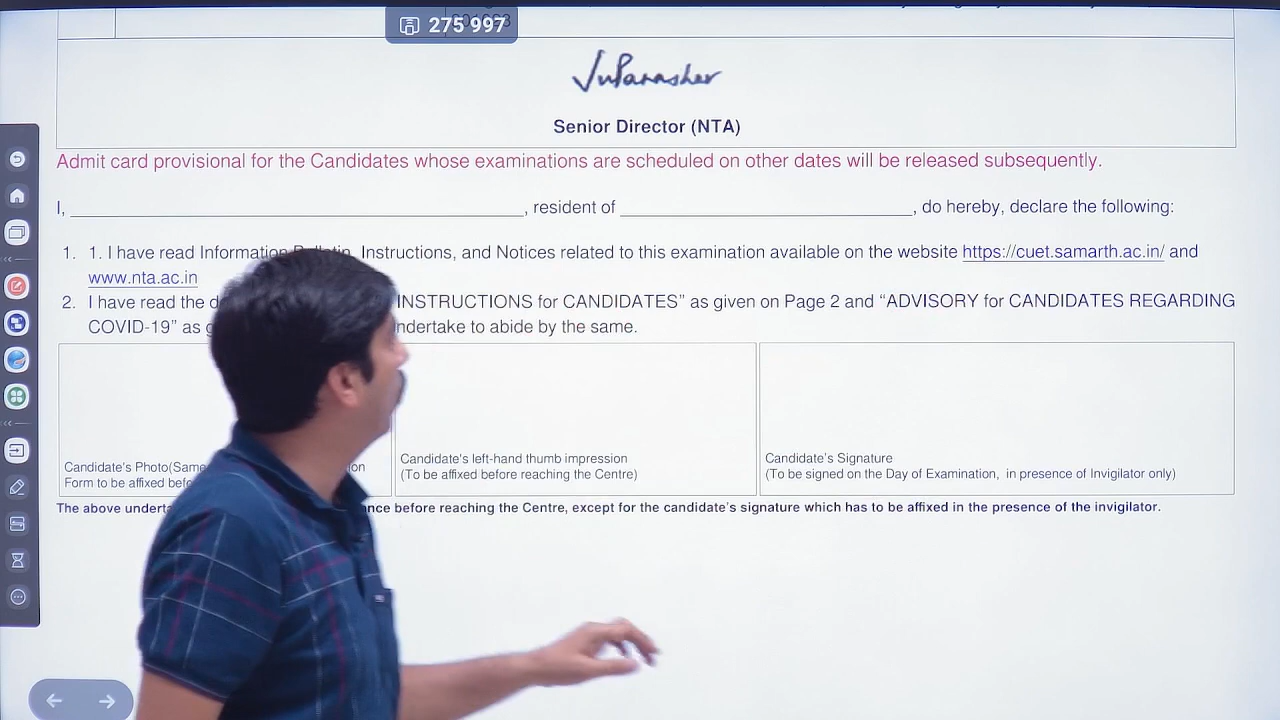 275 997
JuParasher
Senior Director (NTA)
Admit card provisional for the Candidates whose examinations are scheduled on other dates will be released subsequently.
I, , resident of , do hereby, declare the following:
1. 1. I have read Information Bulletin, Instructions, and Notices related to this examination available on the website https://cuet.samarth.ac.in/ and
www.nta.ac.in
2. I have read the INSTRUCTIONS for CANDIDATES” as given on Page 2 and “ADVISORY for CANDIDATES REGARDING
COVID-19” as undertake to abide by the same.
Candidate's Photo(Same
Form to be affixed
Candidate's left-hand thumb impression
(To be affixed before reaching the Centre)
Candidate's Signature
(To be signed on the Day of Examination, in presence of Invigilator only)
The above before reaching the Centre, except for the candidate's signature which has to be affixed in the presence of the invigilator.